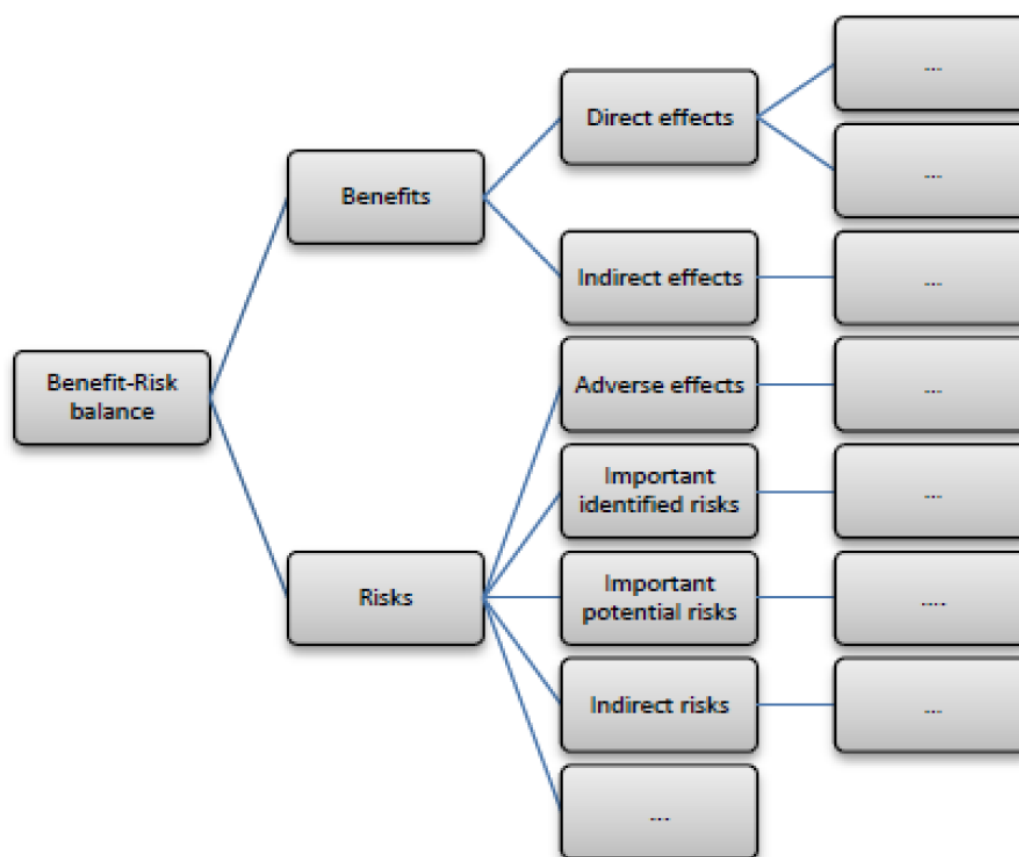 ...
Direct effects
...
Benefits
Indirect effects
...
Benefit-Risk
balance
Adverse effects
...
Important
identified risks
...
Risks
Important
potential risks
....
Indirect risks
...
...